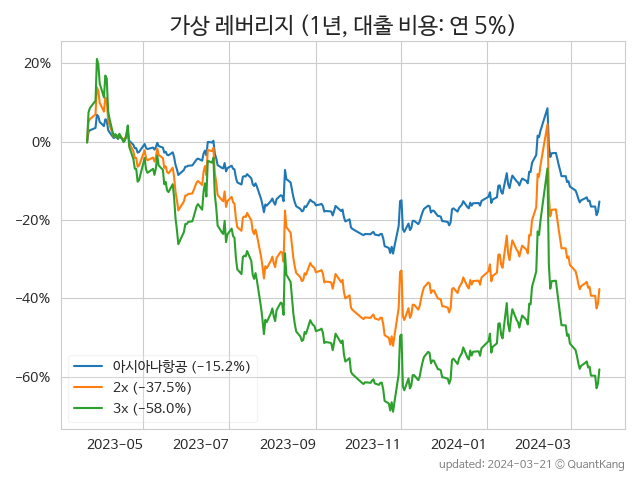 가상 레버리지 (1년, 대출 비용: 연 5%)
20%
0%
−20%
−40%
−60%
아시아나항공 (−15.2%)
2x (−37.5%)
3x (−58.0%)
2023-05 2023-07 2023-09 2023-11 2024-01 2024-03
updated: 2024-03-21 © QuantKang